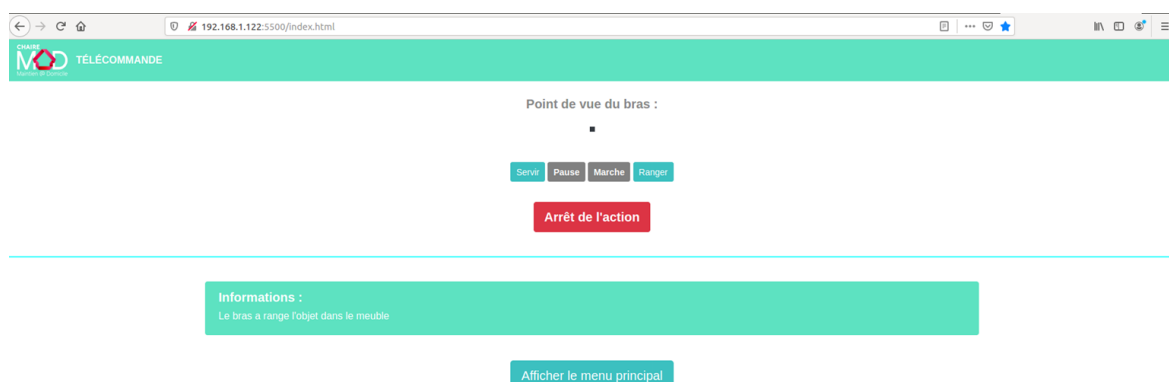 192.168.1.122:5500/index.html
CHAIRE
MAD TÉLÉCOMMANDE
Maintien @ Domicile
Point de vue du bras :
Servir Pause Marche Ranger
Arrêt de l'action
Informations :
Le bras a range l'objet dans le meuble
Afficher le menu principal